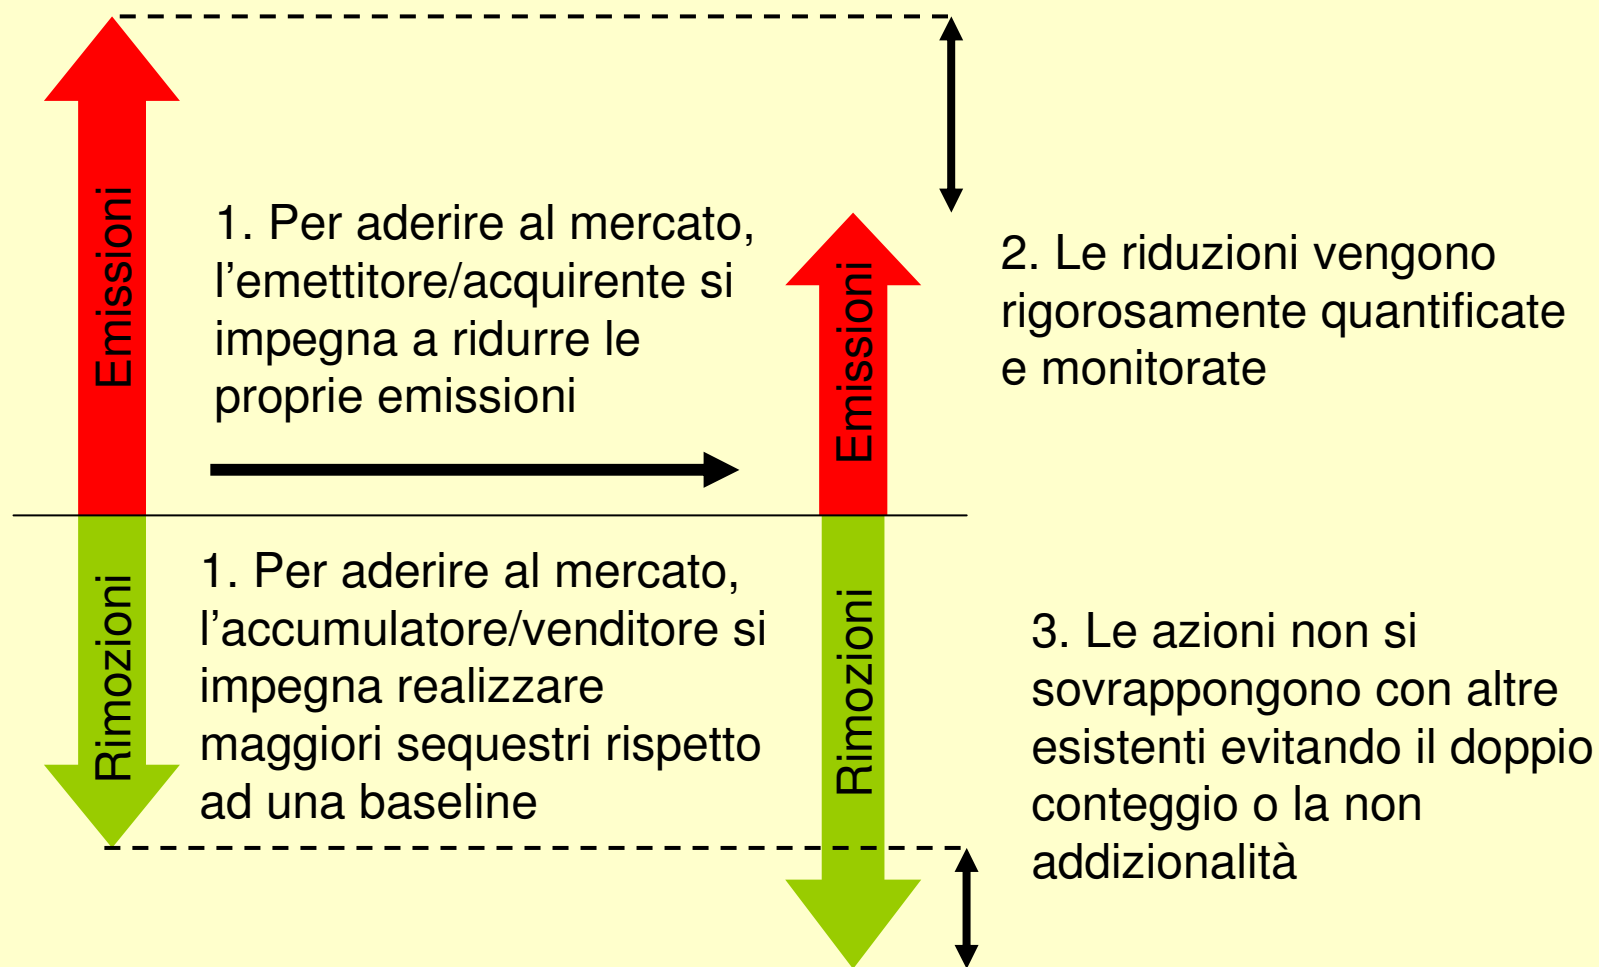 Emissioni
1. Per aderire al mercato,
l'emettitore/acquirente si
impegna a ridurre le
proprie emissioni
Emissioni
2. Le riduzioni vengono
rigorosamente quantificate
e monitorate
Rimozioni
1. Per aderire al mercato,
l'accumulatore/venditore si
impegna realizzare
maggiori sequestri rispetto
ad una baseline
Rimozioni
3. Le azioni non si
sovrappongono con altre
esistenti evitando il doppio
conteggio o la non
addizionalità